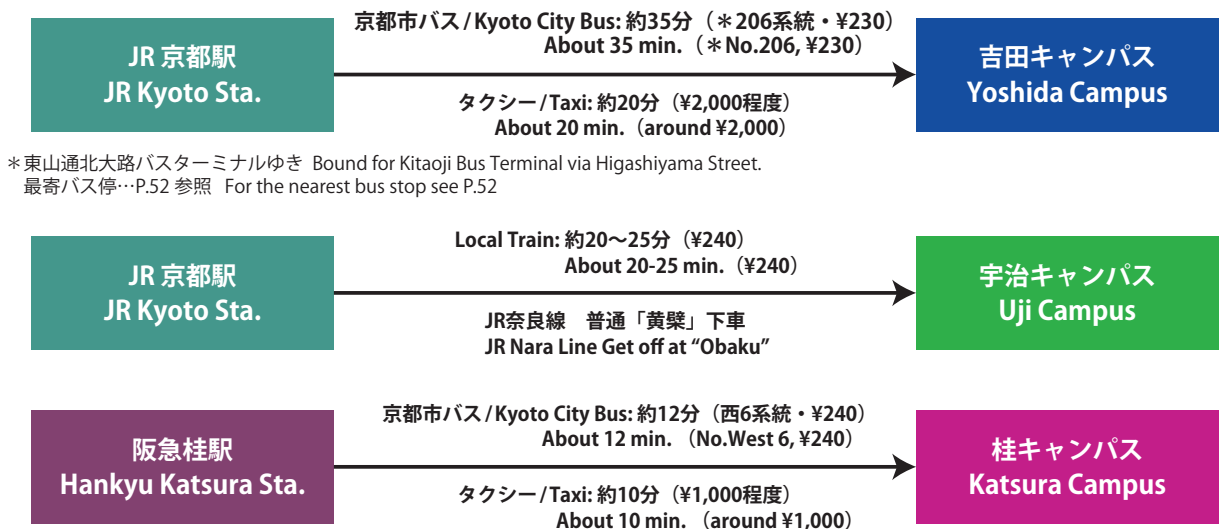 京都市バス/Kyoto City Bus: 約35分（＊206系統・¥230）
About 35 min.（＊No.206, ¥230）
JR 京都駅
JR Kyoto Sta.
吉田キャンパス
Yoshida Campus
タクシー/Taxi: 約20分（¥2,000程度）
About 20 min.（around ¥2,000）
＊東山通北大路バスターミナルゆき Bound for Kitaoji Bus Terminal via Higashiyama Street.
最寄バス停…P.52 参照 For the nearest bus stop see P.52
Local Train: 約20〜25分（¥240）
About 20-25 min.（¥240）
JR 京都駅
JR Kyoto Sta.
宇治キャンパス
Uji Campus
JR奈良線　普通「黄檗」下車
JR Nara Line Get off at “Obaku”
京都市バス/Kyoto City Bus: 約12分（西6系統・¥240）
About 12 min.（No.West 6, ¥240）
阪急桂駅
Hankyu Katsura Sta.
桂キャンパス
Katsura Campus
タクシー/Taxi: 約10分（¥1,000程度）
About 10 min.（around ¥1,000）